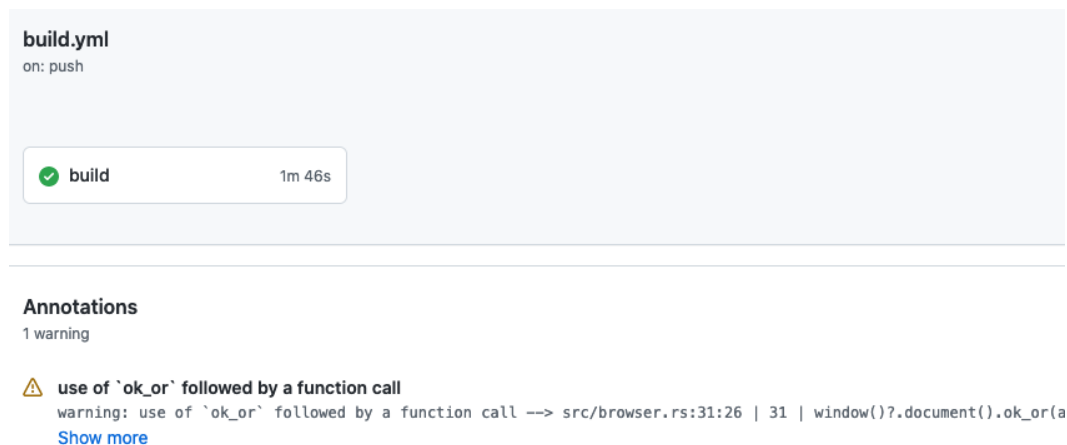 build.yml
on: push
build 1m 46s
Annotations
1 warning
use of `ok_or` followed by a function call
warning: use of `ok_or` followed by a function call --> src/browser.rs:31:26 | 31 | window()?.document().ok_or(a
Show more